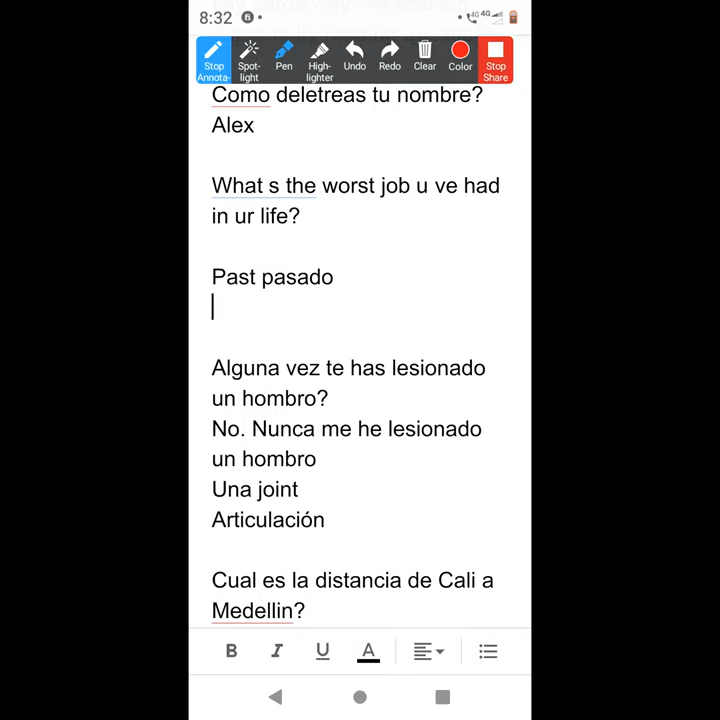 8:32
4G 4G
Stop Annota-
Spot-light
Pen
High-lighter
Undo
Redo
Clear
Color
Stop Share
Como deletreas tu nombre?
Alex
What s the worst job u ve had
in ur life?
Past pasado
Alguna vez te has lesionado
un hombro?
No. Nunca me he lesionado
un hombro
Una joint
Articulación
Cual es la distancia de Cali a
Medellin?
B I U A